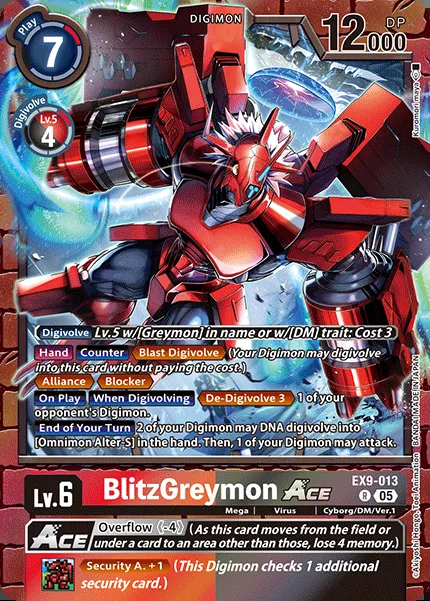 DIGIMON
Play
7
12000
DP
Digivolve
Lv.5
4
Kuromori Imaya
Digivolve Lv.5 w/[Greymon] in name or w/[DM] trait: Cost 3
Hand Counter Blast Digivolve (Your Digimon may digivolve
into this card without paying the cost.)
Alliance Blocker
On Play When Digivolving De-Digivolve 3 1 of your
opponent's Digimon.
End of Your Turn 2 of your Digimon may DNA digivolve into
[Omnimon Alter-S] in the hand. Then, 1 of your Digimon may attack.
©Akiyoshi Hongo, Toei Animation BANDAI MADE IN JAPAN
Lv.6
BlitzGreymon ACE
EX9-013
R 05
Mega Virus Cyborg/DM/Ver.1
ACE Overflow ‹-4› (As this card moves from the field or
under a card to an area other than those, lose 4 memory.)
Security A. +1 (This Digimon checks 1 additional
security card.)